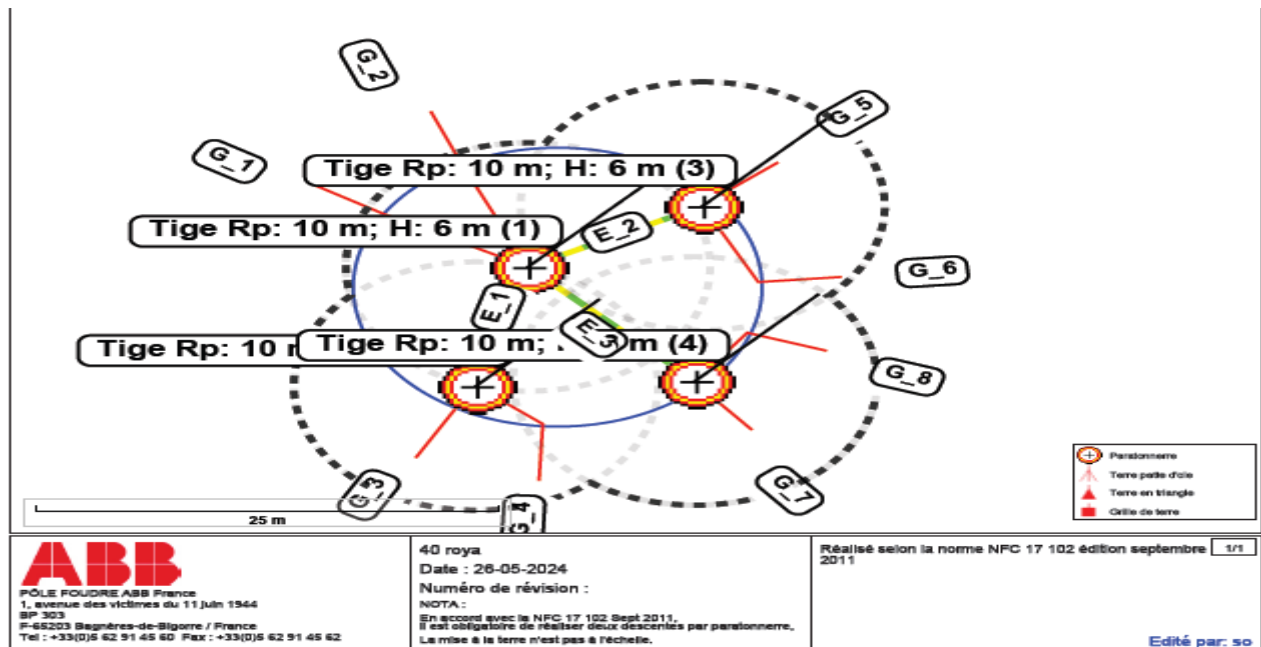 G_2
G_5
G_1
Tige Rp: 10 m; H: 6 m (3)
Tige Rp: 10 m; H: 6 m (1)
E_2
G_6
E_1
E_3
Tige Rp: 10
Tige Rp: 10 m; m (4)
G_8
G_3
G_4
G_7
25 m
Paratonnerre
Terre patte d'oie
Terre en triangle
Grille de terre
ABB
PÔLE FOUDRE ABB France
1, avenue des victimes du 11 juin 1944
BP 303
F-65203 Bagnères-de-Bigorre / France
Tel : +33(0)5 62 91 45 60 Fax : +33(0)5 62 91 45 62
40 roya
Date : 26-05-2024
Numéro de révision :
NOTA :
En accord avec la NFC 17 102 Sept 2011,
Il est obligatoire de réaliser deux descentes par paratonnerre,
La mise à la terre n'est pas à l'échelle.
Réalisé selon la norme NFC 17 102 édition septembre
2011
1/1
Edité par: so